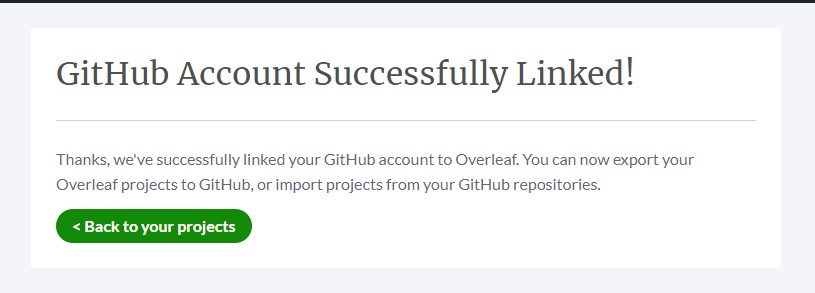 GitHub Account Successfully Linked!
Thanks, we've successfully linked your GitHub account to Overleaf. You can now export your
Overleaf projects to GitHub, or import projects from your GitHub repositories.
< Back to your projects